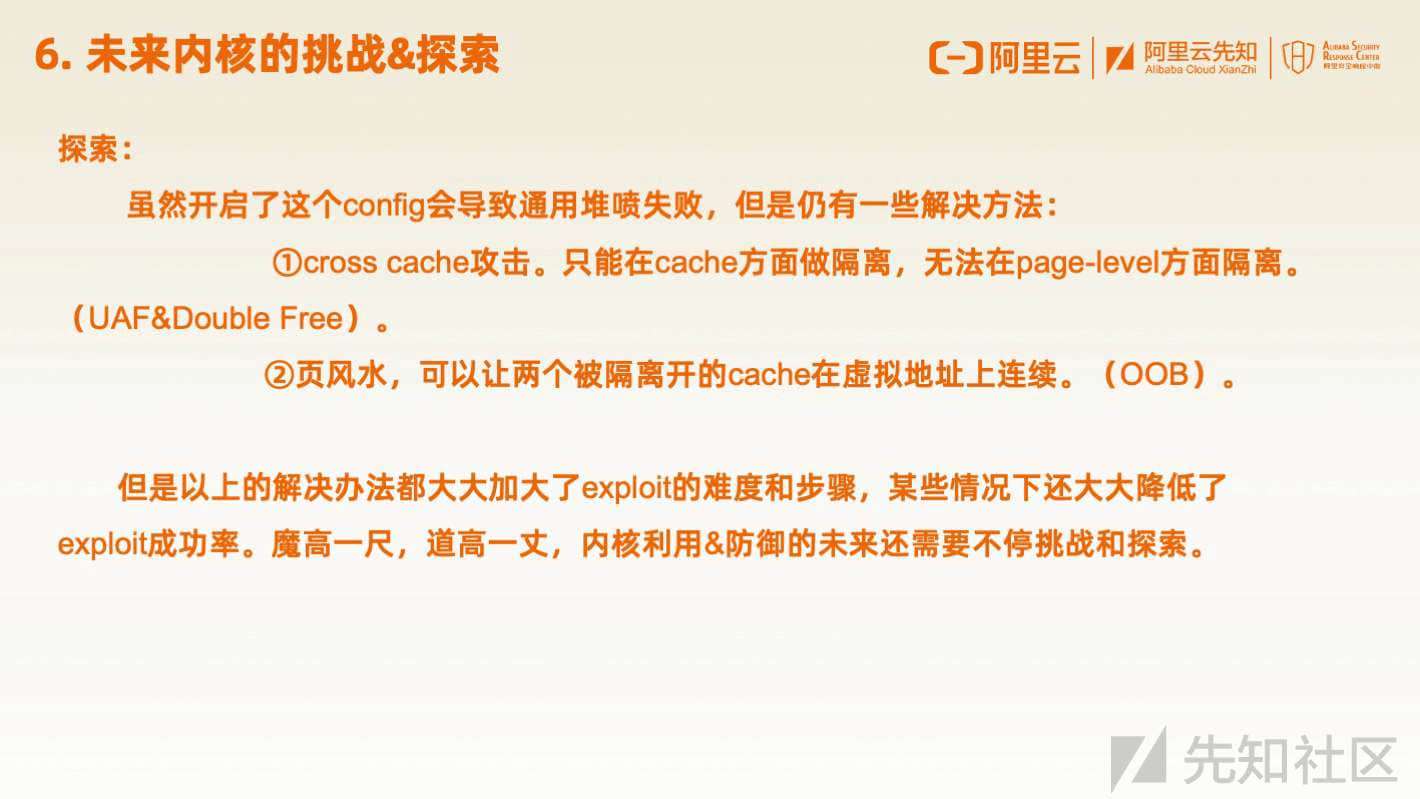 6. 未来内核的挑战&探索
阿里云
阿里云先知
Alibaba Cloud XianZhi
ALIBABA SECURITY
RESPONSE CENTER
阿里安全响应中心
探索：
虽然开启了这个config会导致通用堆喷失败，但是仍有一些解决方法：
①cross cache攻击。只能在cache方面做隔离，无法在page-level方面隔离。
（UAF&Double Free）。
②页风水，可以让两个被隔离开的cache在虚拟地址上连续。（OOB）。
但是以上的解决办法都大大加大了exploit的难度和步骤，某些情况下还大大降低了
exploit成功率。魔高一尺，道高一丈，内核利用&防御的未来还需要不停挑战和探索。
先知社区